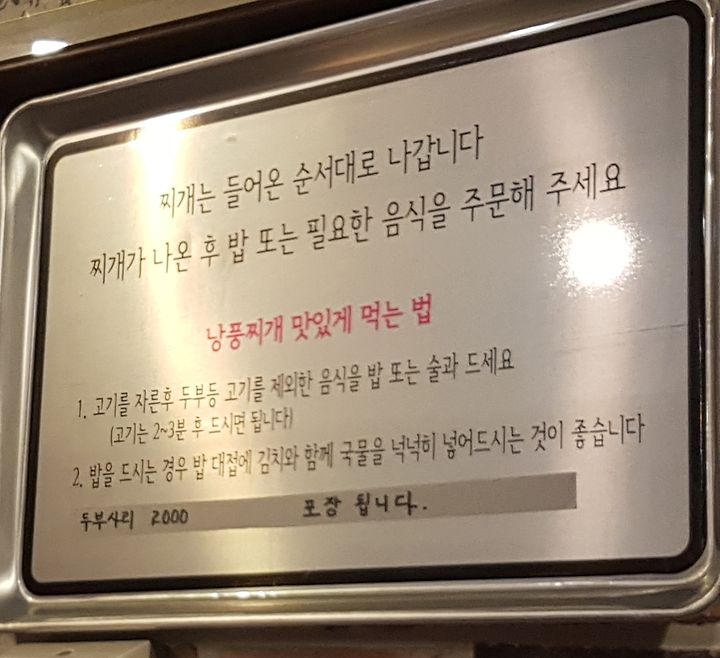 찌개는 들어온 순서대로 나갑니다
찌개가 나온 후 밥 또는 필요한 음식을 주문해 주세요
낭풍찌개 맛있게 먹는 법
1. 고기를 자른후 두부등 고기를 제외한 음식을 밥 또는 술과 드세요
(고기는 2~3분 후 드시면 됩니다)
2. 밥을 드시는 경우 밥 대접에 김치와 함께 국물을 넉넉히 넣어드시는 것이 좋습니다
두부사리 2000 포장 됩니다.